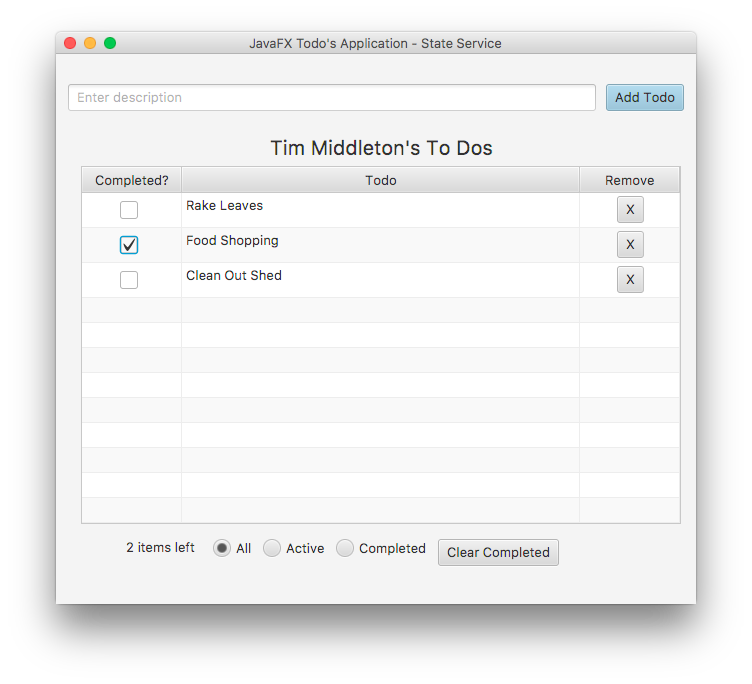 JavaFX Todo's Application - State Service
Enter description Add Todo
Tim Middleton's To Dos
Completed? Todo Remove
Rake Leaves X
Food Shopping X
Clean Out Shed X
2 items left All Active Completed Clear Completed